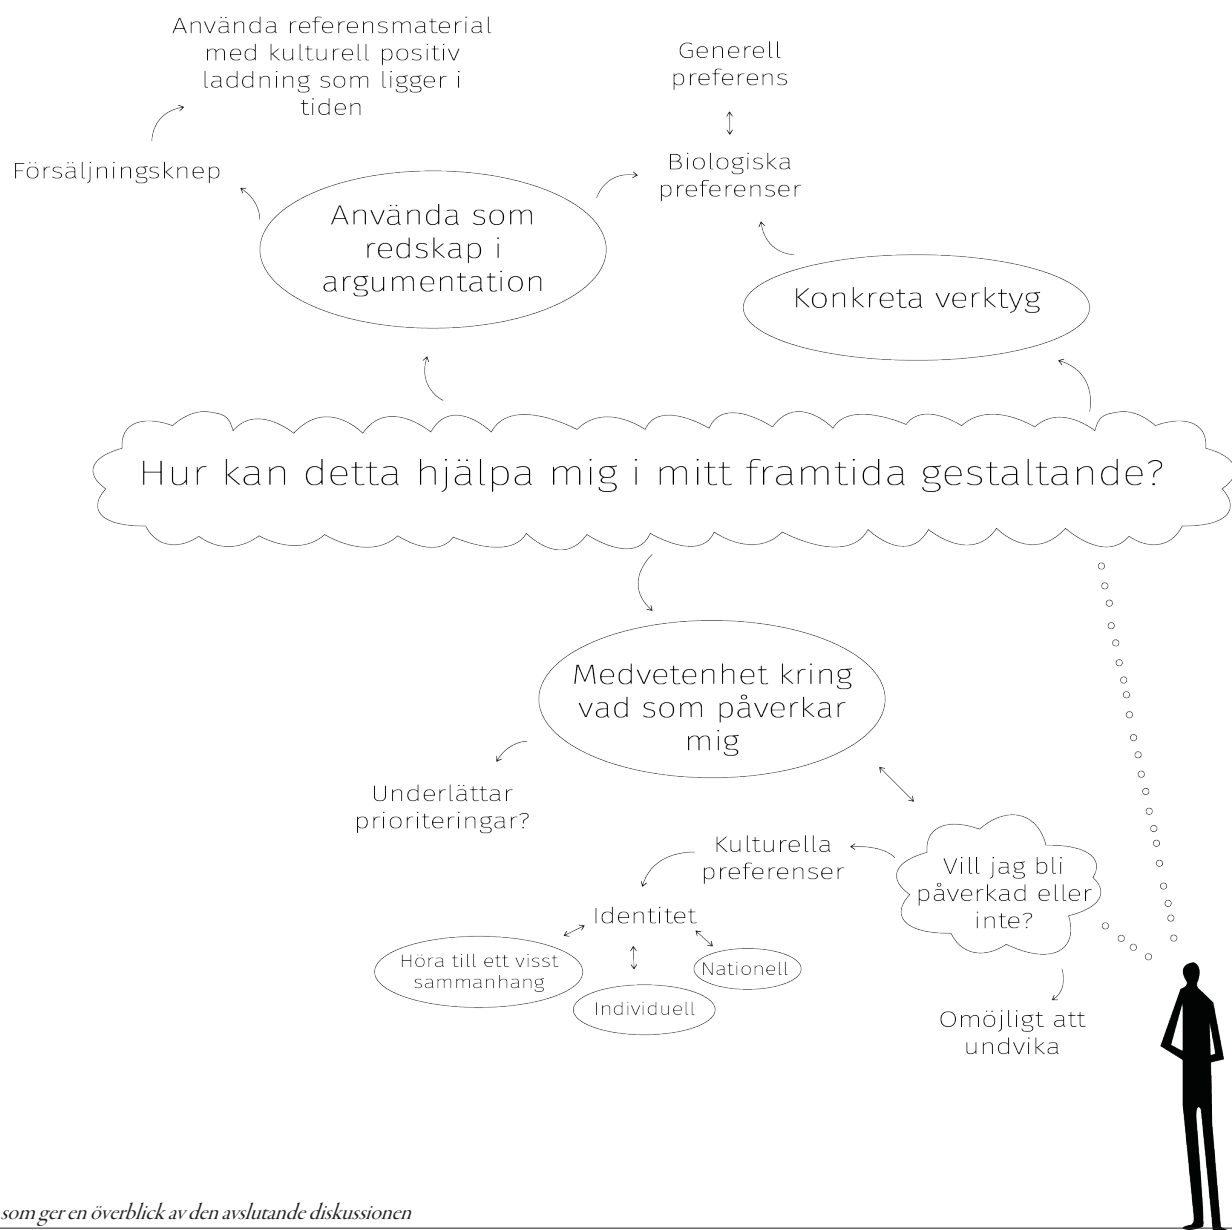 Använda referensmaterial
med kulturell positiv
laddning som ligger i
tiden
Generell
preferens
Försäljningsknep
Biologiska
preferenser
Använda som
redskap i
argumentation
Konkreta verktyg
Hur kan detta hjälpa mig i mitt framtida gestaltande?
Medvetenhet kring
vad som påverkar
mig
Underlättar
prioriteringar?
Kulturella
preferenser
Vill jag bli
påverkad eller
inte?
Identitet
Höra till ett visst
sammanhang
Nationell
Individuell
Omöjligt att
undvika
som ger en överblick av den avslutande diskussionen